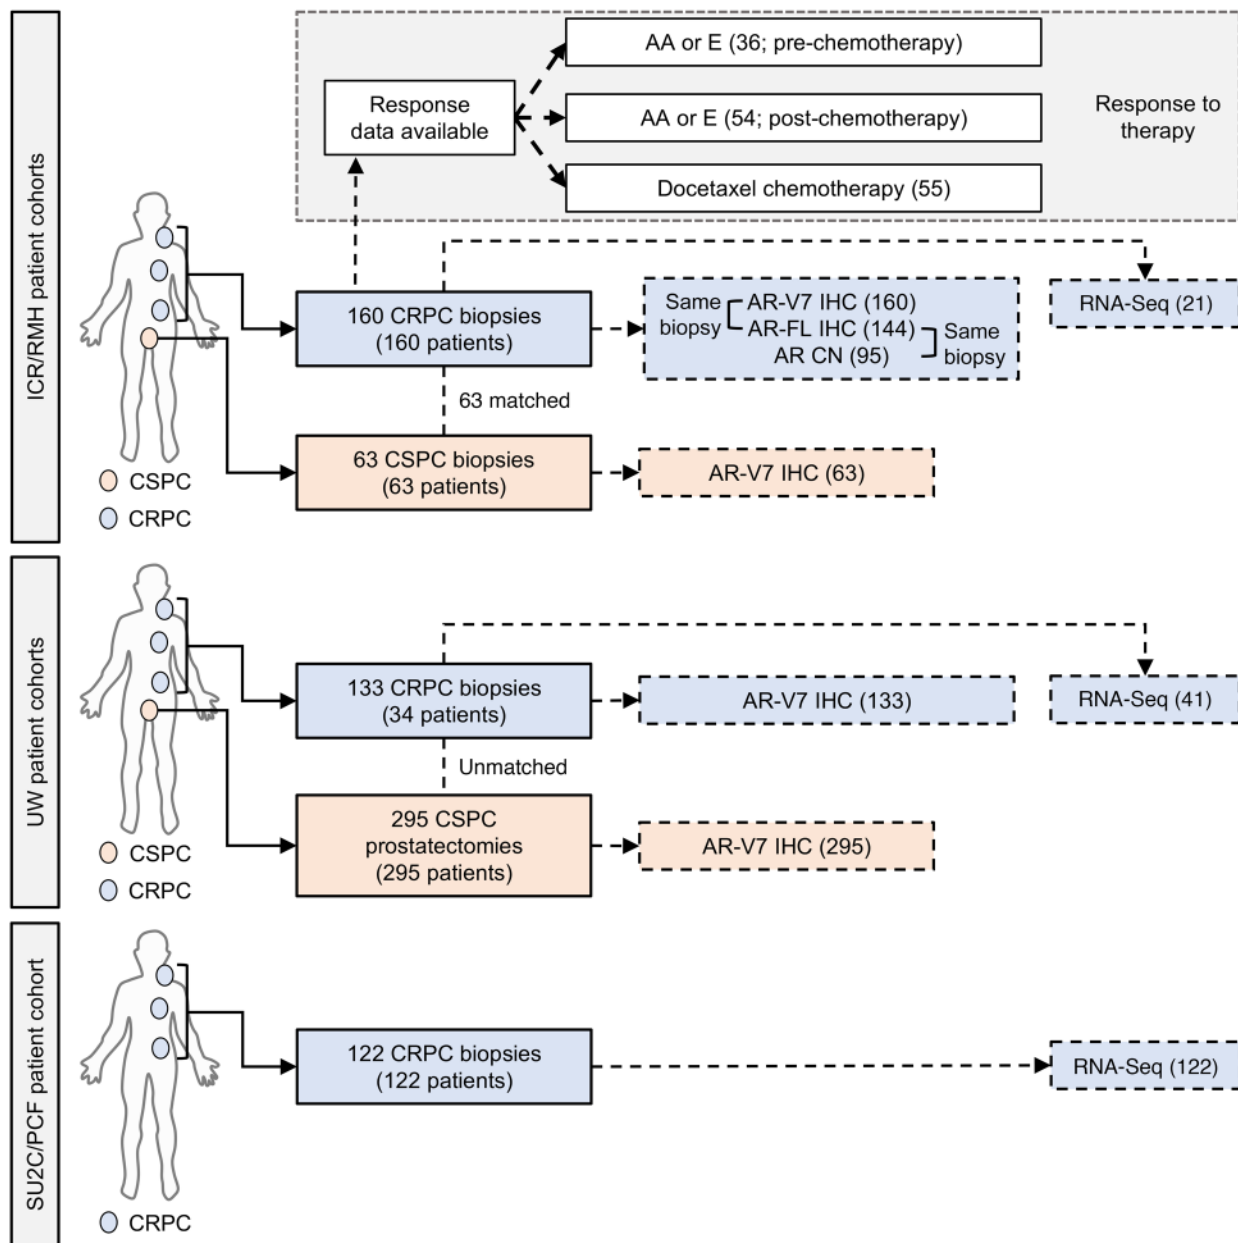 ICR/RMH patient cohorts
AA or E (36; pre-chemotherapy)
Response
data available
AA or E (54; post-chemotherapy)
Docetaxel chemotherapy (55)
Response to
therapy
160 CRPC biopsies
(160 patients)
Same
biopsy
AR-V7 IHC (160)
AR-FL IHC (144)
AR CN (95)
Same
biopsy
RNA-Seq (21)
63 matched
63 CSPC biopsies
(63 patients)
AR-V7 IHC (63)
CSPC
CRPC
UW patient cohorts
133 CRPC biopsies
(34 patients)
AR-V7 IHC (133)
RNA-Seq (41)
Unmatched
295 CSPC
prostatectomies
(295 patients)
AR-V7 IHC (295)
CSPC
CRPC
SU2C/PCF patient cohort
122 CRPC biopsies
(122 patients)
RNA-Seq (122)
CRPC